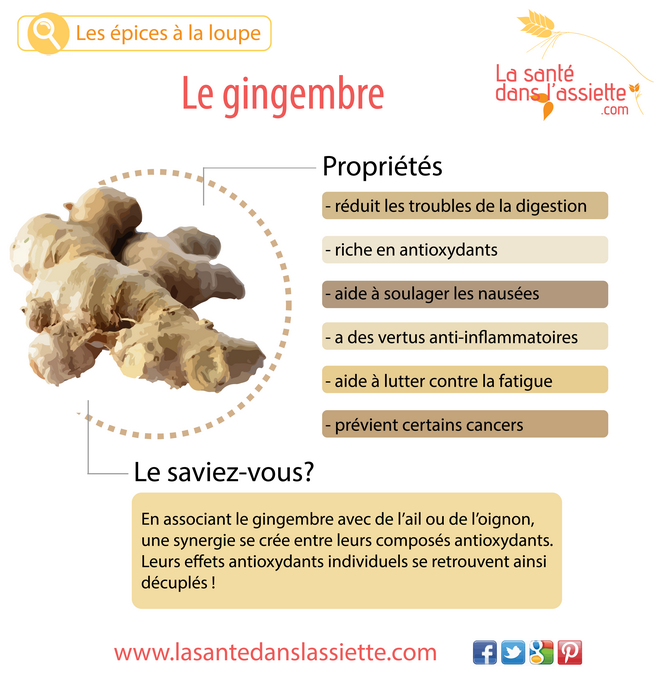 Les épices à la loupe
La santé
dans l'assiette
.com
Le gingembre
Propriétés
- réduit les troubles de la digestion
- riche en antioxydants
- aide à soulager les nausées
- a des vertus anti-inflammatoires
- aide à lutter contre la fatigue
- prévient certains cancers
Le saviez-vous?
En associant le gingembre avec de l'ail ou de l'oignon,
une synergie se crée entre leurs composés antioxydants.
Leurs effets antioxydants individuels se retrouvent ainsi
décuplés !
www.lasantedanslassiette.com